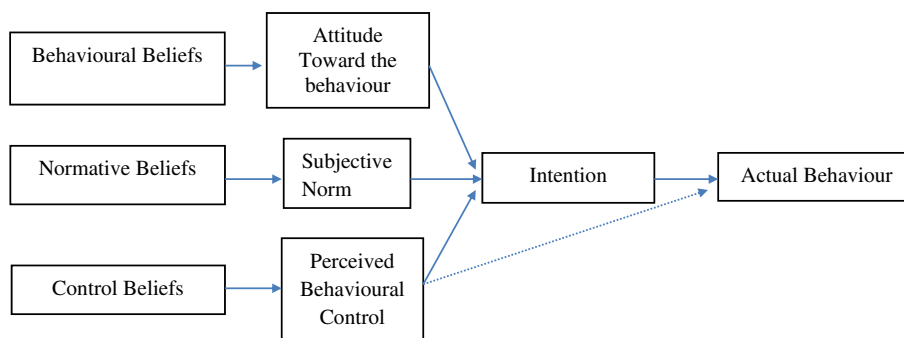 Behavioural Beliefs
Attitude
Toward the
behaviour
Normative Beliefs
Subjective
Norm
Intention
Actual Behaviour
Control Beliefs
Perceived
Behavioural
Control